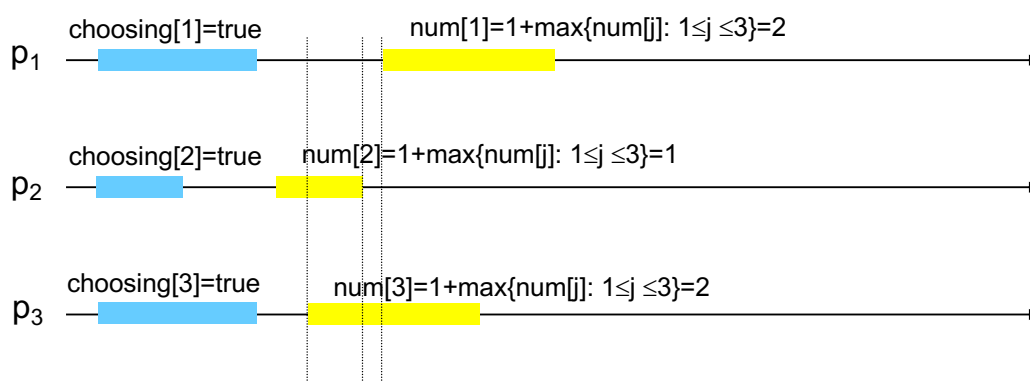 choosing[1]=true
num[1]=1+max{num[j]: 1≤j ≤3}=2
p₁
choosing[2]=true
num[2]=1+max{num[j]: 1≤j ≤3}=1
p₂
choosing[3]=true
num[3]=1+max{num[j]: 1≤j ≤3}=2
p₃